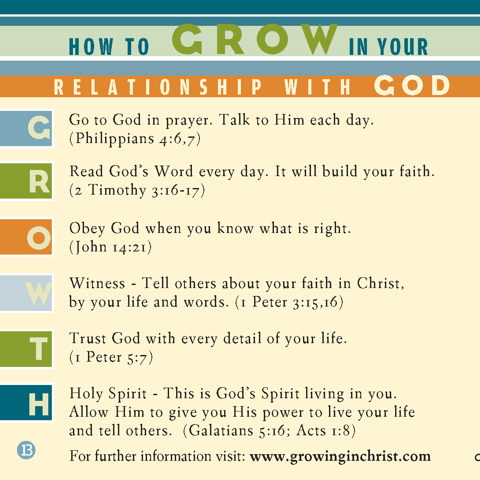 HOW TO GROW IN YOUR
RELATIONSHIP WITH GOD
G Go to God in prayer. Talk to Him each day.
(Philippians 4:6,7)
R Read God's Word every day. It will build your faith.
(2 Timothy 3:16-17)
O Obey God when you know what is right.
(John 14:21)
W Witness - Tell others about your faith in Christ,
by your life and words. (1 Peter 3:15,16)
T Trust God with every detail of your life.
(1 Peter 5:7)
H Holy Spirit - This is God's Spirit living in you.
Allow Him to give you His power to live your life
and tell others. (Galatians 5:16; Acts 1:8)
13 For further information visit: www.growinginchrist.com